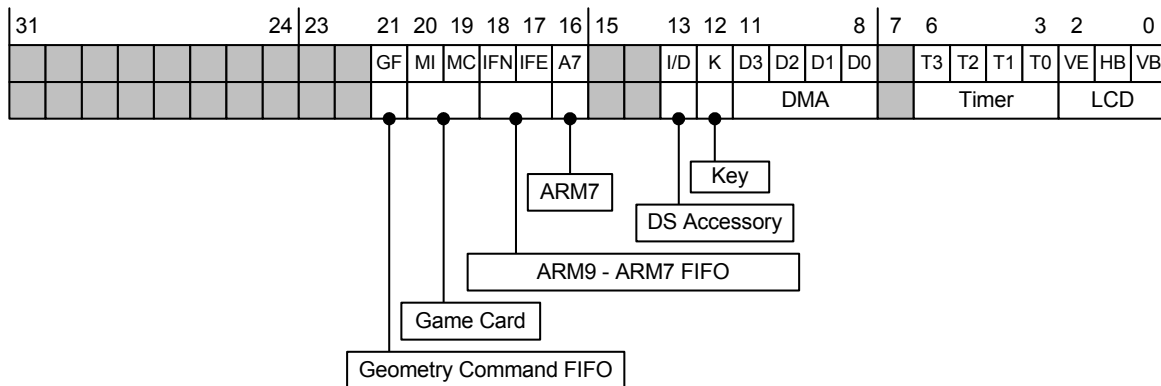 31 24 23 21 20 19 18 17 16 15 13 12 11 8 7 6 3 2 0
GF MI MC IFN IFE A7 I/D K D3 D2 D1 D0 T3 T2 T1 T0 VE HB VB
DMA Timer LCD
Key
ARM7
DS Accessory
ARM9 - ARM7 FIFO
Game Card
Geometry Command FIFO